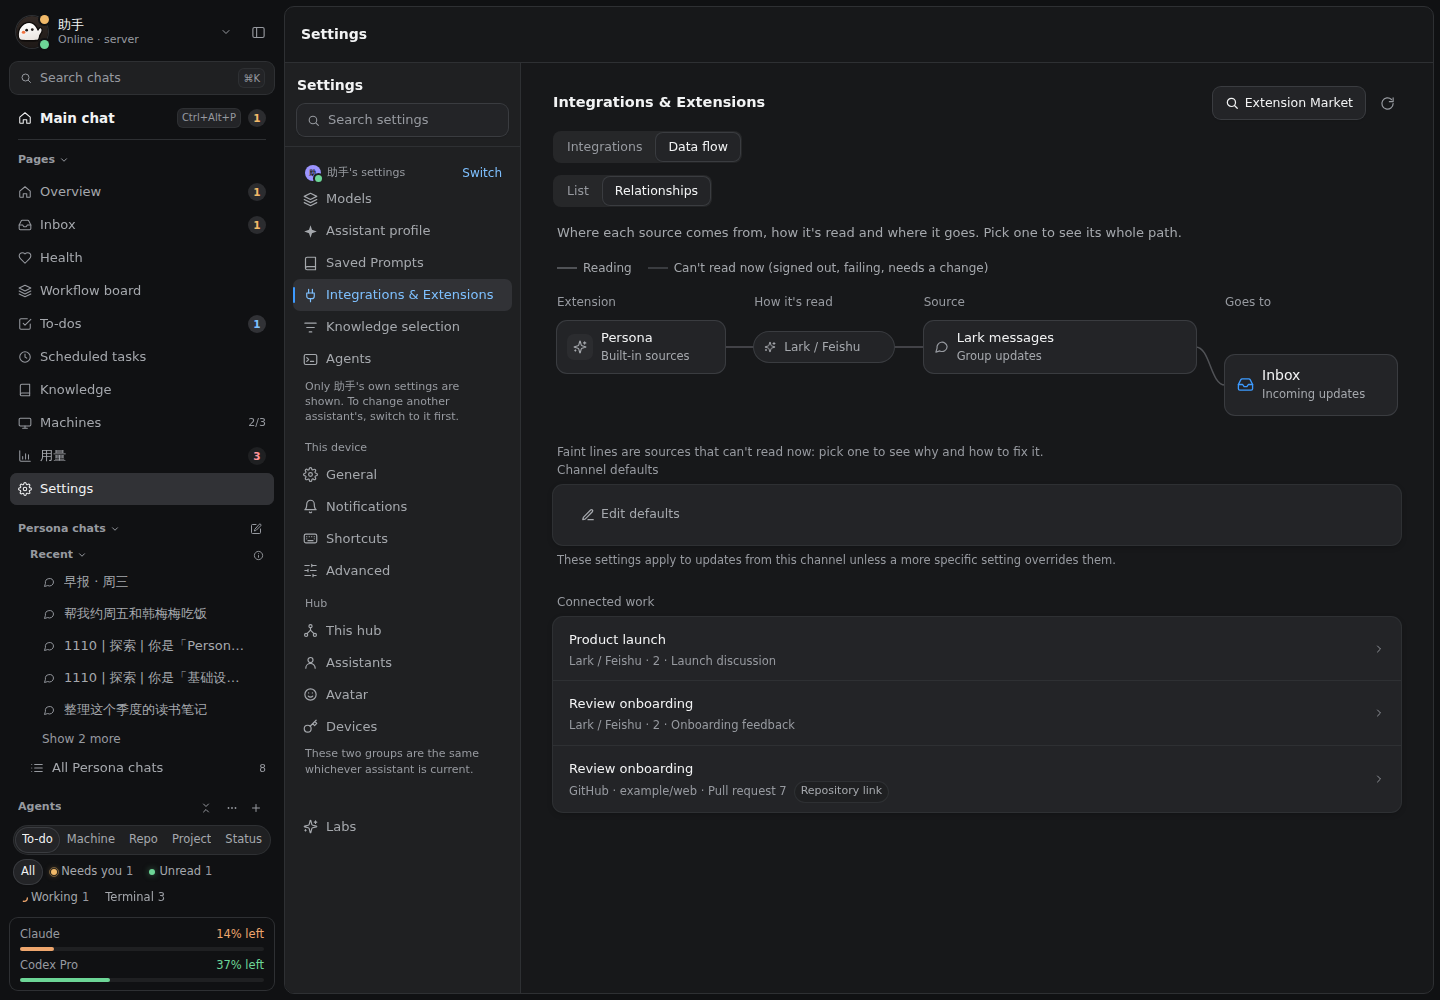 助手
Online · server
Search chats
⌘K
Main chat
Ctrl+Alt+P
1
Pages
Overview
1
Inbox
1
Health
Workflow board
To-dos
1
Scheduled tasks
Knowledge
Machines
2/3
用量
3
Settings
Persona chats
Recent
早报 · 周三
帮我约周五和韩梅梅吃饭
1110 | 探索 | 你是「Person…
1110 | 探索 | 你是「基础设…
整理这个季度的读书笔记
Show 2 more
All Persona chats
8
Agents
To-do
Machine
Repo
Project
Status
All
Needs you 1
Unread 1
Working 1
Terminal 3
Claude
14% left
Codex Pro
37% left
Settings
Settings
Search settings
助手's settings
Switch
Models
Assistant profile
Saved Prompts
Integrations & Extensions
Knowledge selection
Agents
Only 助手's own settings are
shown. To change another
assistant's, switch to it first.
This device
General
Notifications
Shortcuts
Advanced
Hub
This hub
Assistants
Avatar
Devices
These two groups are the same
whichever assistant is current.
Labs
Integrations & Extensions
Extension Market
Integrations
Data flow
List
Relationships
Where each source comes from, how it's read and where it goes. Pick one to see its whole path.
Reading
Can't read now (signed out, failing, needs a change)
Extension
How it's read
Source
Goes to
Persona
Built-in sources
Lark / Feishu
Lark messages
Group updates
Inbox
Incoming updates
Faint lines are sources that can't read now: pick one to see why and how to fix it.
Channel defaults
Edit defaults
These settings apply to updates from this channel unless a more specific setting overrides them.
Connected work
Product launch
Lark / Feishu · 2 · Launch discussion
Review onboarding
Lark / Feishu · 2 · Onboarding feedback
Review onboarding
GitHub · example/web · Pull request 7
Repository link